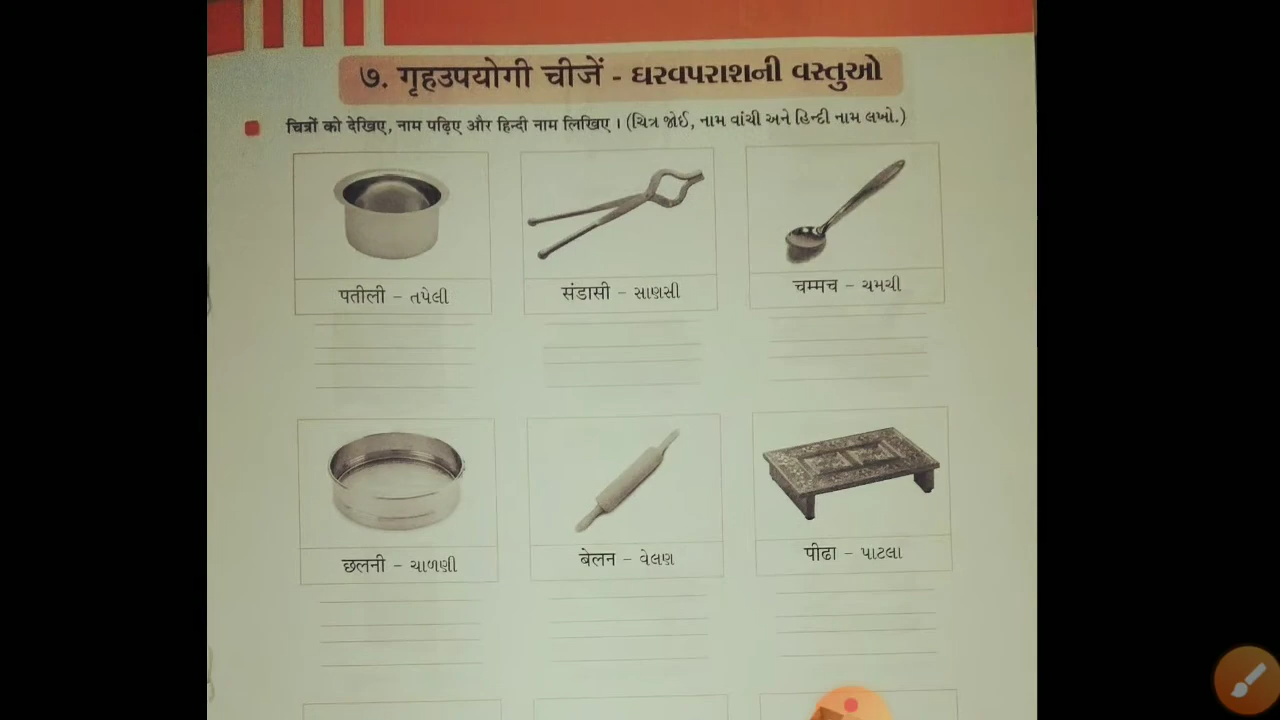 ७. गृहउपयोगी चीजें - ઘરવપરાશની વસ્તુઓ
चित्रों को देखिए, नाम पढ़िए और हिन्दी नाम लिखिए । (ચિત્ર જોઈ, નામ વાંચી અને હિન્દી નામ લખો.)
पतीली - તપેલી
संडासी - સાણસી
चम्मच - ચમચી
छलनी - ચાળણી
बेलन - વેલણ
पीढा - પાટલા